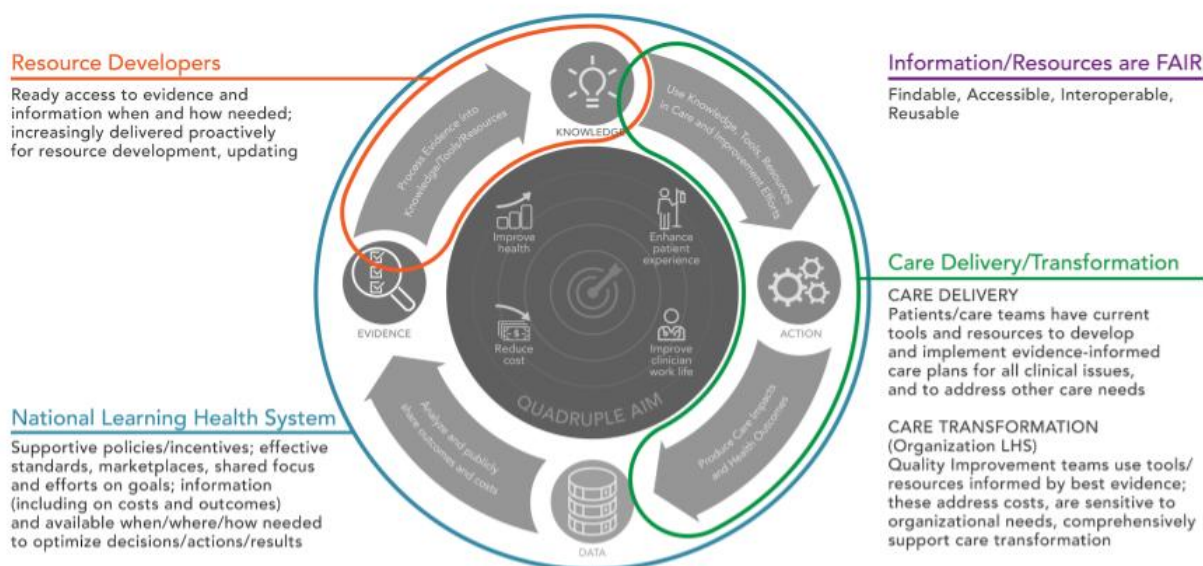 Resource Developers
Ready access to evidence and
information when and how needed;
increasingly delivered proactively
for resource development, updating
National Learning Health System
Supportive policies/incentives; effective
standards, marketplaces, shared focus
and efforts on goals; information
(including on costs and outcomes)
and available when/where/how needed
to optimize decisions/actions/results
KNOWLEDGE
Process Evidence into
Knowledge/Tools/Resources
Use Knowledge, Tools, Resources
in Care and Improvement Efforts
EVIDENCE
ACTION
Improve
health
Enhance
patient
experience
Reduce
cost
Improve
clinician
work life
QUADRUPLE AIM
Analyze and publicly
share outcomes and costs
Produce Care Impacts
and Health Outcomes
DATA
Information/Resources are FAIR
Findable, Accessible, Interoperable,
Reusable
Care Delivery/Transformation
CARE DELIVERY
Patients/care teams have current
tools and resources to develop
and implement evidence-informed
care plans for all clinical issues,
and to address other care needs
CARE TRANSFORMATION
(Organization LHS)
Quality Improvement teams use tools/
resources informed by best evidence;
these address costs, are sensitive to
organizational needs, comprehensively
support care transformation